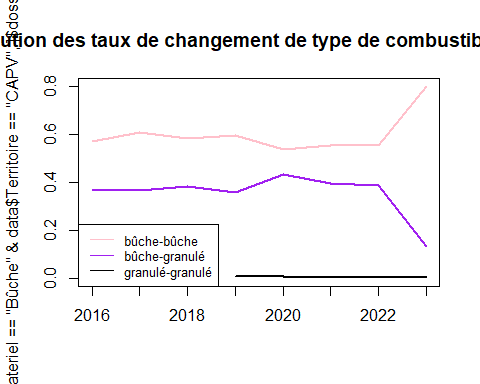 ution des taux de changement de type de combustib
ateriel == "Bûche" & data$Territoire == "CAPV", ]$doss
0.8
0.6
0.4
0.2
0.0
bûche-bûche
bûche-granulé
granulé-granulé
2016 2018 2020 2022